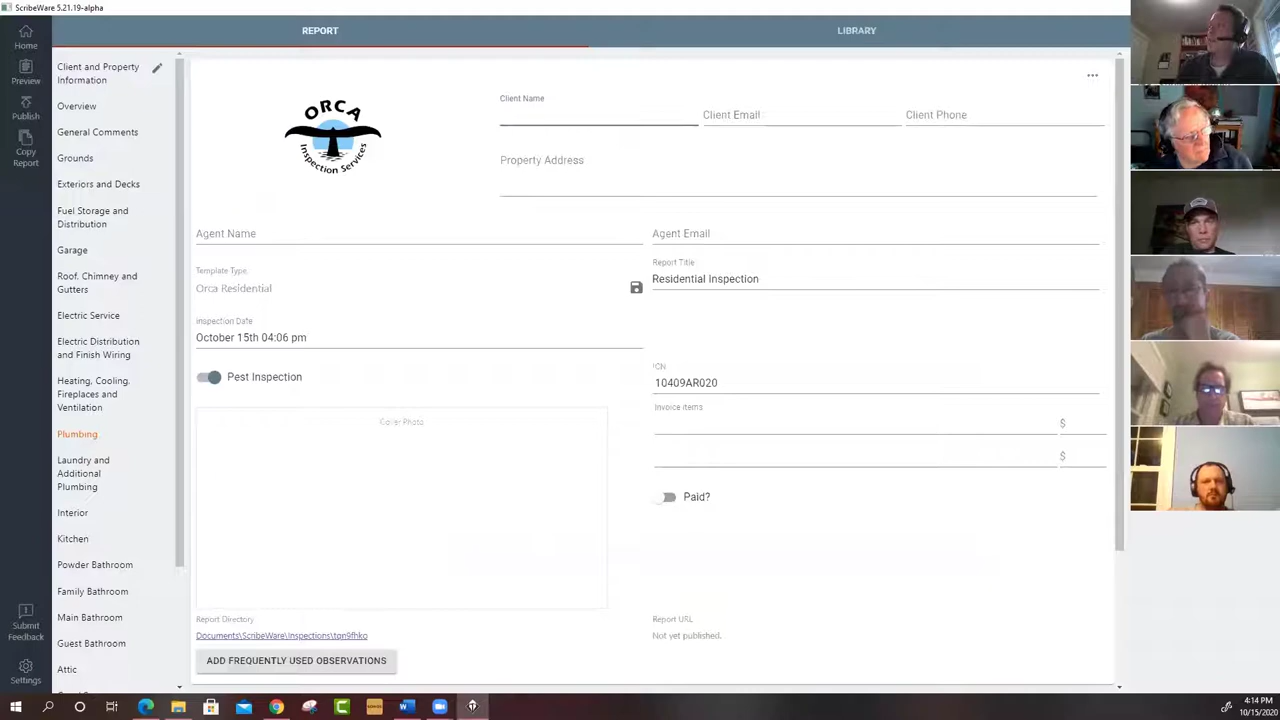 ScribeWare 5.21.19-alpha
REPORT
LIBRARY
Home
Preview
Publish
Copy
Report
Submit
Feedback
Settings
Client and Property
Information
Overview
General Comments
Grounds
Exteriors and Decks
Fuel Storage and
Distribution
Garage
Roof, Chimney and
Gutters
Electric Service
Electric Distribution
and Finish Wiring
Heating, Cooling,
Fireplaces and
Ventilation
Plumbing
Laundry and
Additional
Plumbing
Interior
Kitchen
Powder Bathroom
Family Bathroom
Main Bathroom
Guest Bathroom
Attic
ORCA
Inspection Services
Client Name
Client Email
Client Phone
Property Address
Agent Name
Agent Email
Template Type
Orca Residential
Report Title
Residential Inspection
Inspection Date
October 15th 04:06 pm
Pest Inspection
10409AR020
Invoice items
$
$
Cover Photo
Paid?
Report Directory
Documents\ScribeWare\Inspections\tqn9fhko
Report URL
Not yet published.
ADD FREQUENTLY USED OBSERVATIONS
4:14 PM
10/15/2020